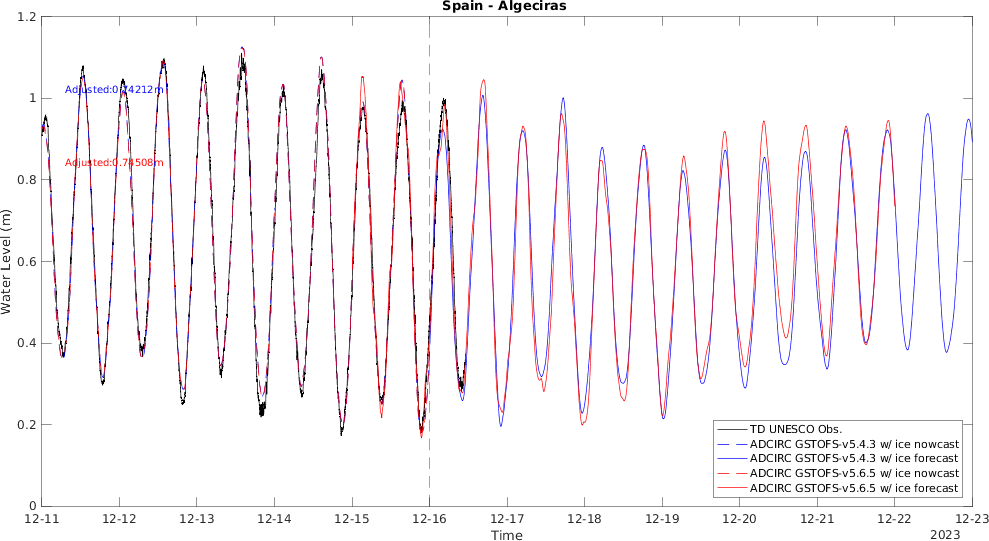 Spain - Algeciras
1.2
1
0.8
0.6
0.4
0.2
0
Water Level (m)
Adjusted:0.74212m
Adjusted:0.74508m
TD UNESCO Obs.
ADCIRC GSTOFS-v5.4.3 w/ ice nowcast
ADCIRC GSTOFS-v5.4.3 w/ ice forecast
ADCIRC GSTOFS-v5.6.5 w/ ice nowcast
ADCIRC GSTOFS-v5.6.5 w/ ice forecast
12-11 12-12 12-13 12-14 12-15 12-16 12-17 12-18 12-19 12-20 12-21 12-22 12-23
Time
2023